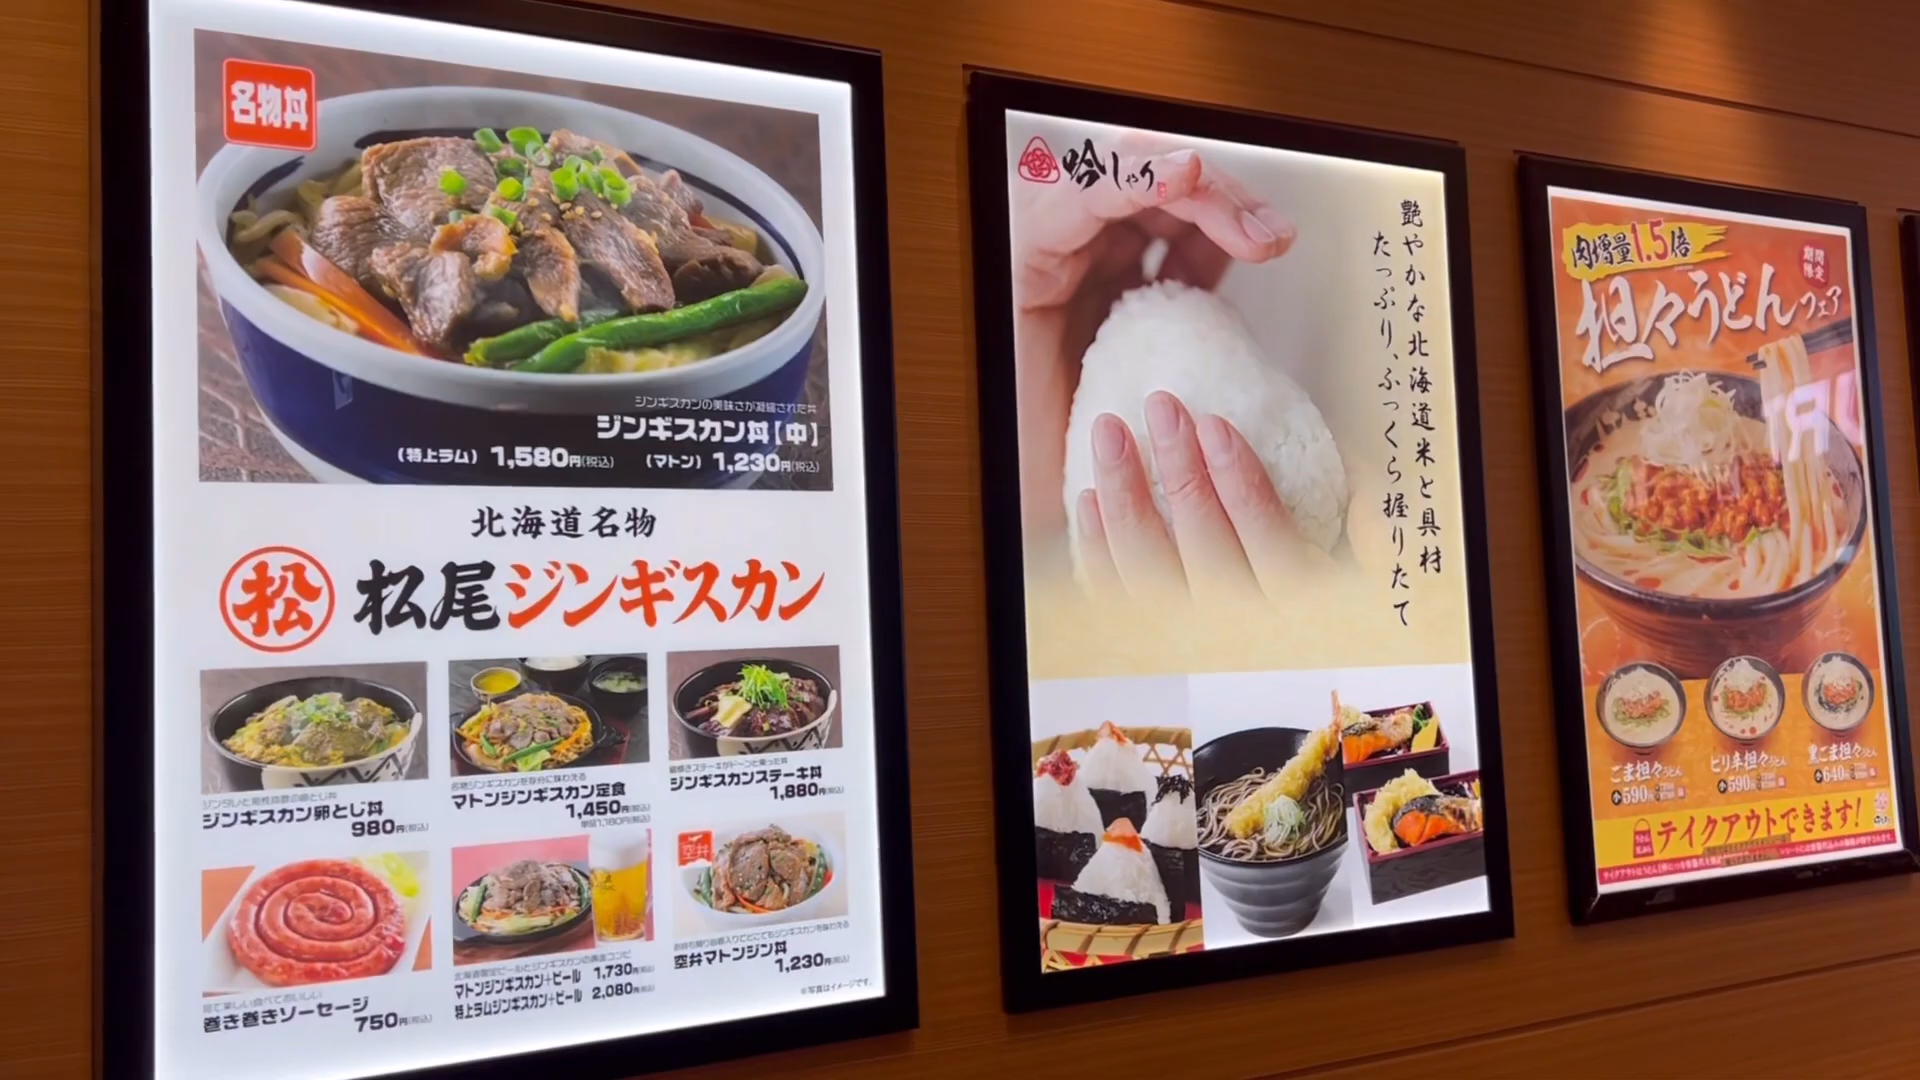 名物丼
ジンギスカンの美味さが凝縮された丼
ジンギスカン丼【中】
(特上ラム) 1,580円(税込) (マトン) 1,230円(税込)
北海道名物
松 松尾ジンギスカン
ジンギスカン卵とじ丼
980円(税込)
名物ジンギスカンを存分に味わえる
マトンジンギスカン定食
1,450円(税込)
単品1,180円(税込)
ジンギスカンステーキ丼
1,880円(税込)
巻き巻きソーセージ
750円(税込)
北海道限定ビールとジンギスカンの黄金コンビ
マトンジンギスカン+ビール 1,730円(税込)
特上ラムジンギスカン+ビール 2,080円(税込)
空弁
空弁マトンジン丼
1,230円(税込)
※写真はイメージです。
吟しゃり
艶やかな北海道米と具材
たっぷり、ふっくら握りたて
肉増量1.5倍
期間限定
担々うどんフェア
ごま担々うどん
小590円
ピリ辛担々うどん
小590円
黒ごま担々うどん
小640円
テイクアウトできます!